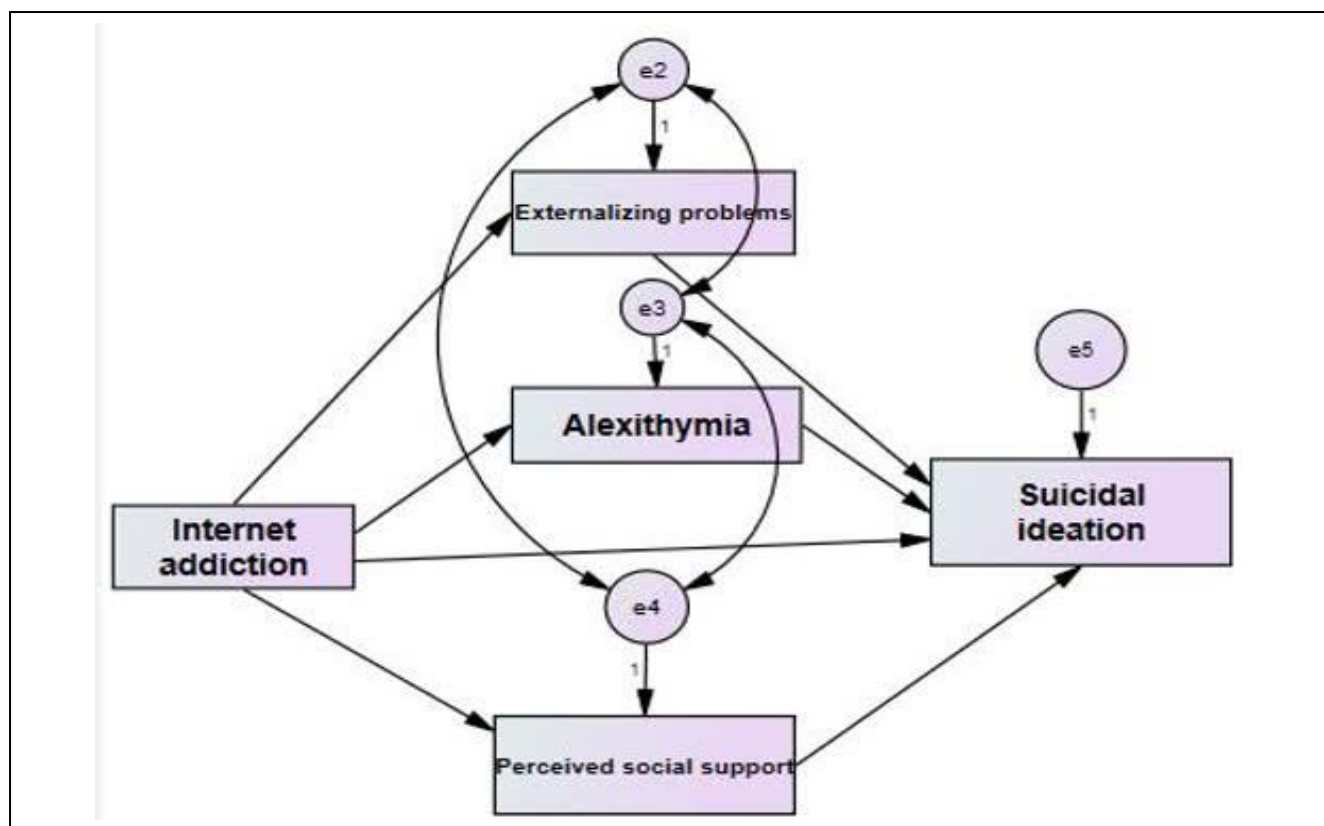 e2
1
Externalizing problems
e3
1
e5
1
Alexithymia
Suicidal
ideation
Internet
addiction
e4
1
Perceived social support